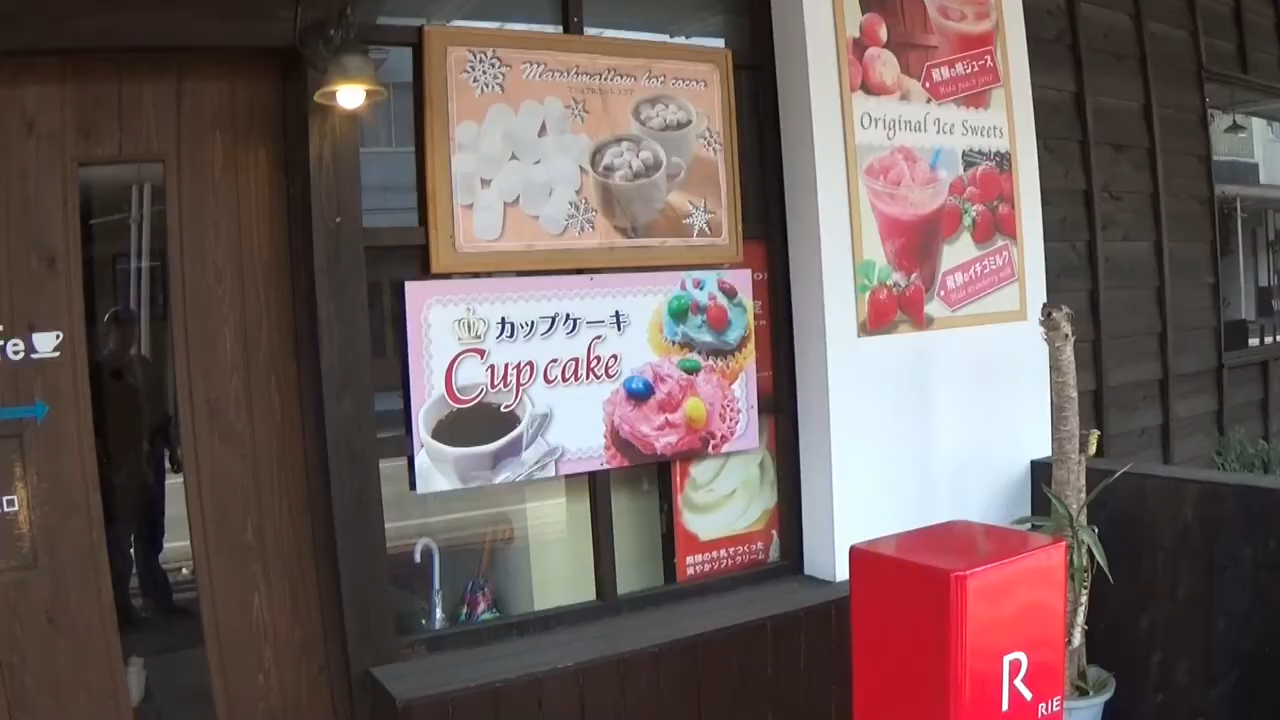 Marshmallow hot cocoa
カップケーキ
Cup cake
飛騨の牛乳でつくった
爽やかソフトクリーム
飛騨の桃ジュース
Hida peach juice
Original Ice Sweets
飛騨のイチゴミルク
Hida strawberry milk
R
RIE